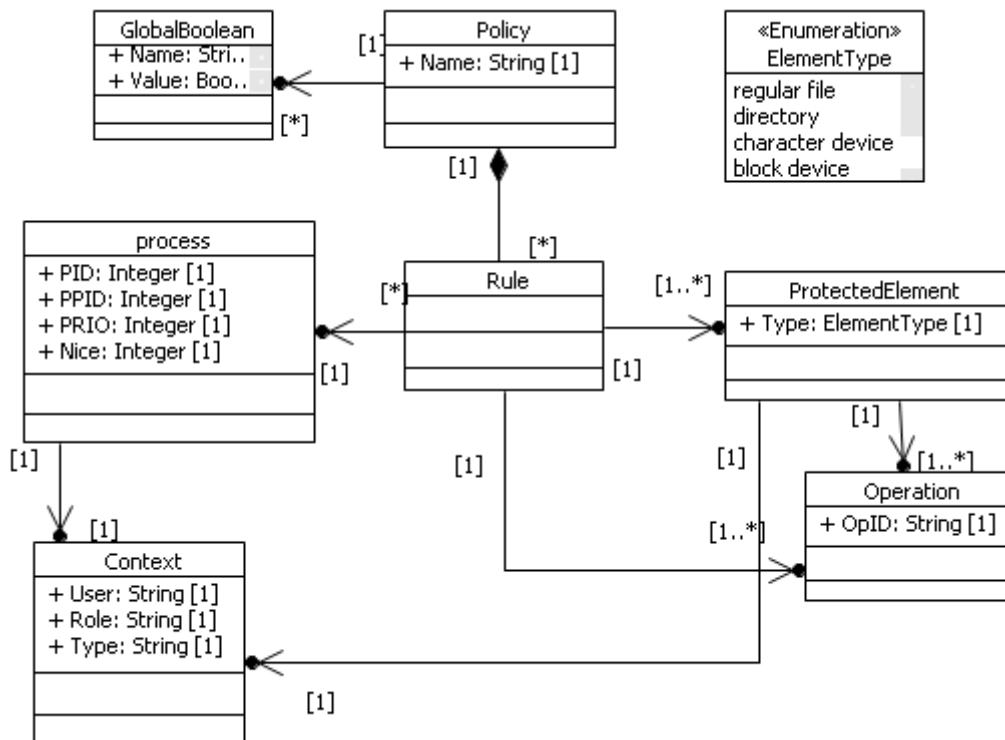 GlobalBoolean
+ Name: Stri..
+ Value: Boo..
[*]
[1]
Policy
+ Name: String [1]
[1]
«Enumeration»
ElementType
regular file
directory
character device
block device
process
+ PID: Integer [1]
+ PPID: Integer [1]
+ PRIO: Integer [1]
+ Nice: Integer [1]
[*]
[*]
Rule
[1..*]
[1]
[1]
ProtectedElement
+ Type: ElementType [1]
[1]
[1]
[1]
[1]
[1..*]
[1..*]
Operation
+ OpID: String [1]
[1]
Context
+ User: String [1]
+ Role: String [1]
+ Type: String [1]
[1]